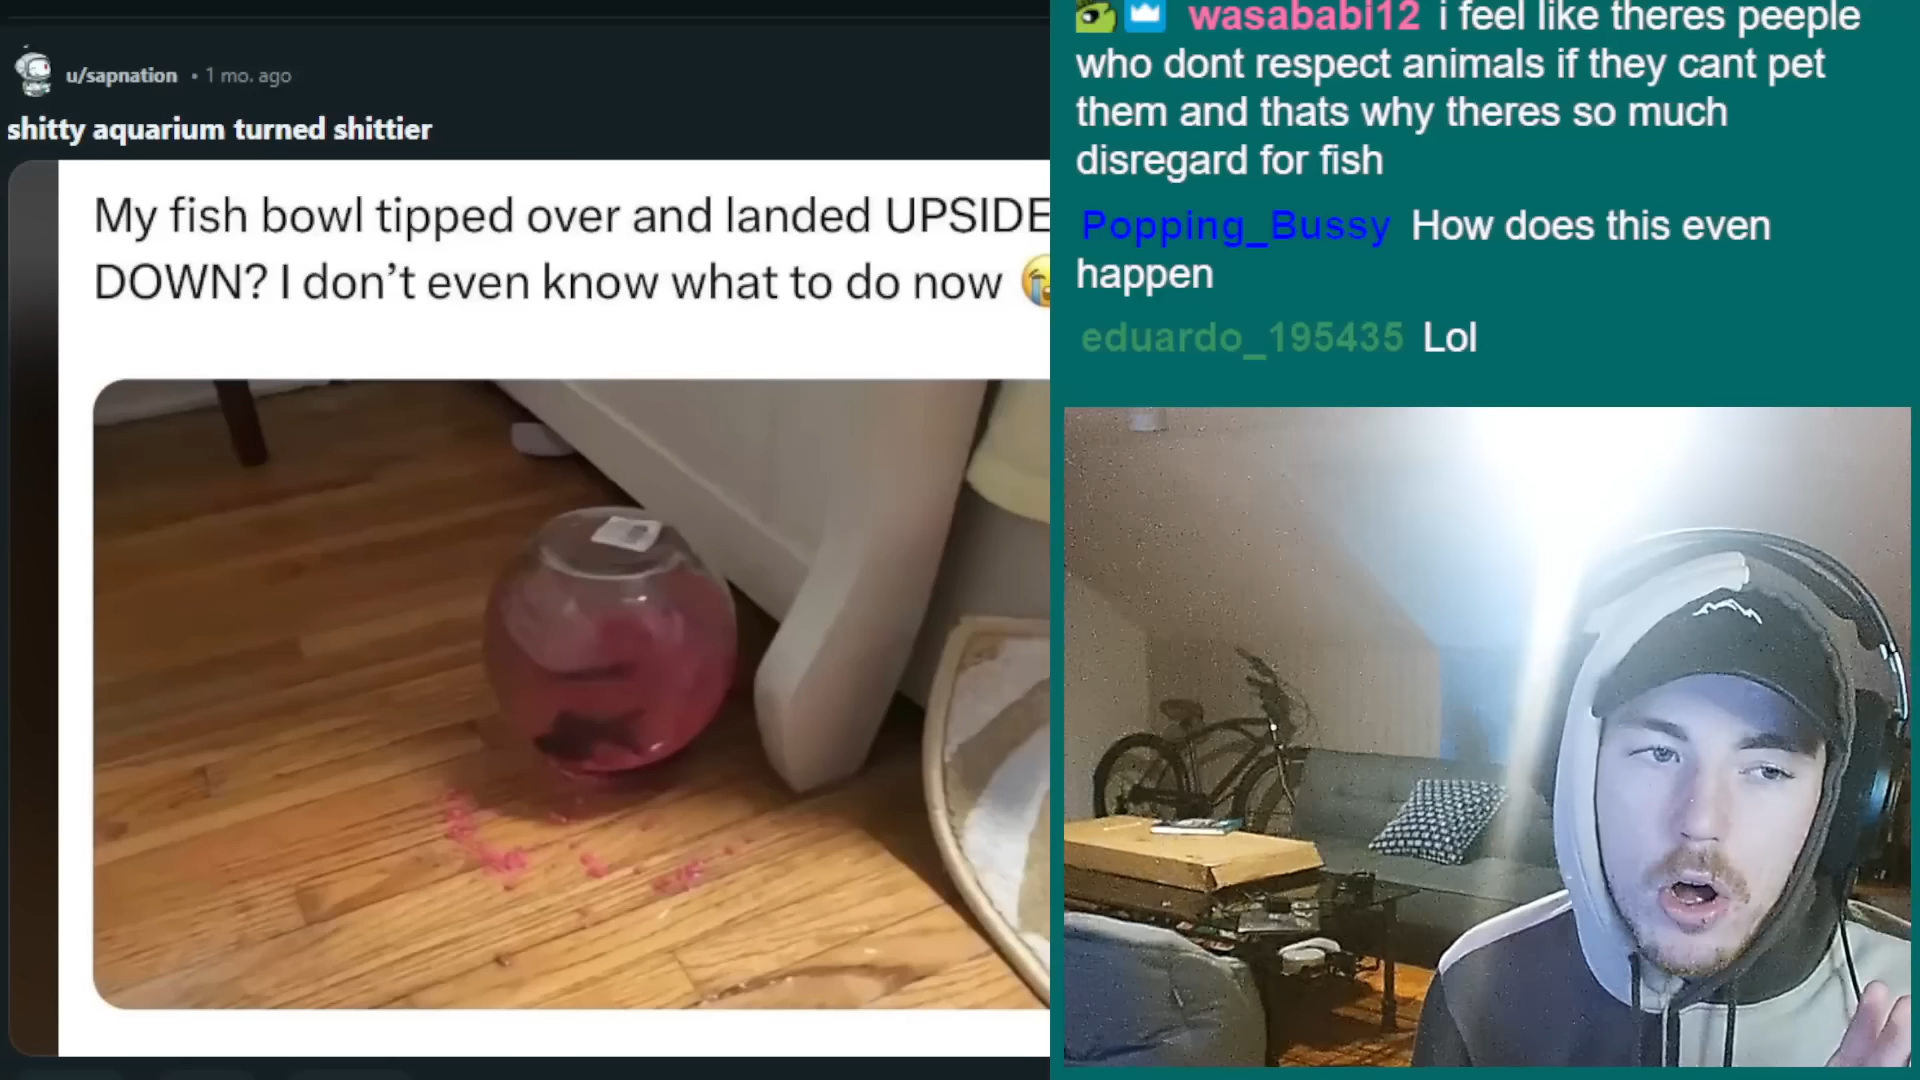 u/sapnation • 1 mo. ago
shitty aquarium turned shittier
My fish bowl tipped over and landed UPSIDE
DOWN? I don’t even know what to do now 😭
wasababi12 i feel like theres peeple
who dont respect animals if they cant pet
them and thats why theres so much
disregard for fish
Popping_Bussy How does this even
happen
eduardo_195435 Lol